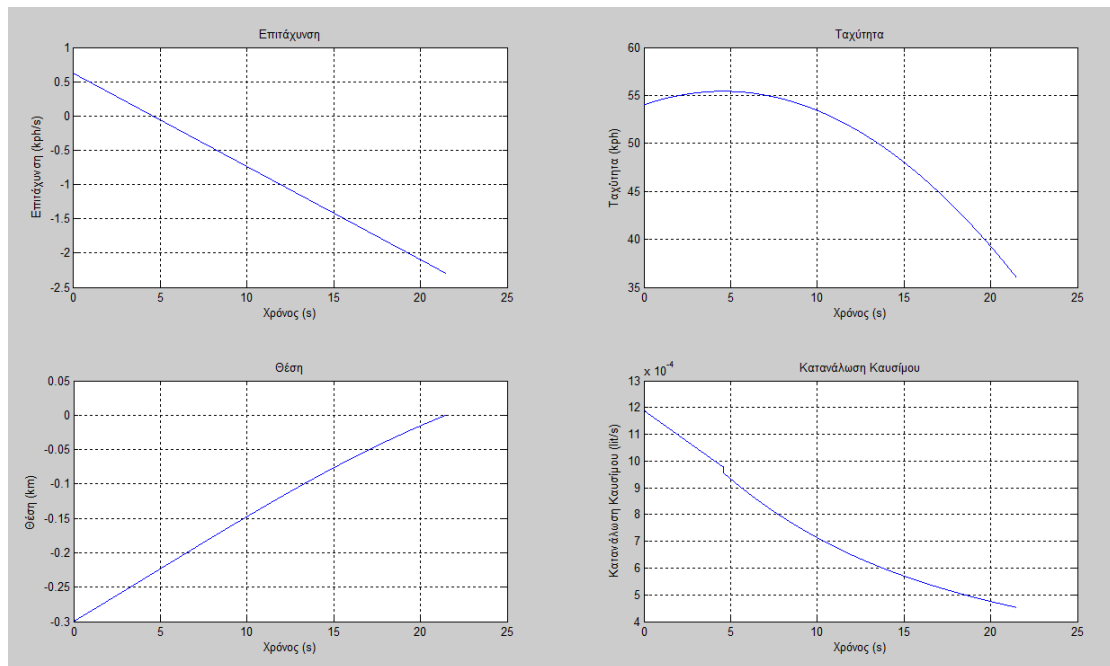 Επιτάχυνση
Επιτάχυνση (kph/s)
1
0.5
0
-0.5
-1
-1.5
-2
-2.5
0 5 10 15 20 25
Χρόνος (s)
Ταχύτητα
Ταχύτητα (kph)
60
55
50
45
40
35
0 5 10 15 20 25
Χρόνος (s)
Θέση
Θέση (km)
0.05
0
-0.05
-0.1
-0.15
-0.2
-0.25
-0.3
0 5 10 15 20 25
Χρόνος (s)
Κατανάλωση Καυσίμου
x 10-4
Κατανάλωση Καυσίμου (lit/s)
13
12
11
10
9
8
7
6
5
4
0 5 10 15 20 25
Χρόνος (s)